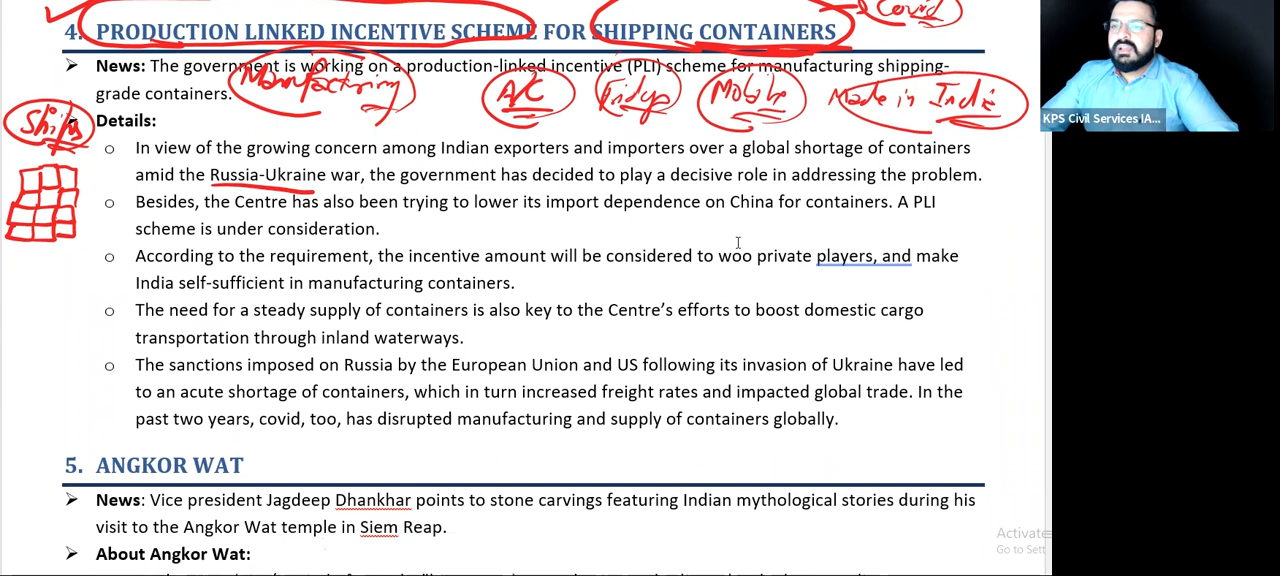 Covid
4. PRODUCTION LINKED INCENTIVE SCHEME FOR SHIPPING CONTAINERS
➤ News: The government is working on a production-linked incentive (PLI) scheme for manufacturing shipping-
grade containers.
Manufacturing
A/C
Fridge
Mobile
Made in India
Ships
Details:
o In view of the growing concern among Indian exporters and importers over a global shortage of containers
amid the Russia-Ukraine war, the government has decided to play a decisive role in addressing the problem.
o Besides, the Centre has also been trying to lower its import dependence on China for containers. A PLI
scheme is under consideration.
o According to the requirement, the incentive amount will be considered to woo private players, and make
India self-sufficient in manufacturing containers.
o The need for a steady supply of containers is also key to the Centre’s efforts to boost domestic cargo
transportation through inland waterways.
o The sanctions imposed on Russia by the European Union and US following its invasion of Ukraine have led
to an acute shortage of containers, which in turn increased freight rates and impacted global trade. In the
past two years, covid, too, has disrupted manufacturing and supply of containers globally.
5. ANGKOR WAT
➤ News: Vice president Jagdeep Dhankhar points to stone carvings featuring Indian mythological stories during his
visit to the Angkor Wat temple in Siem Reap.
➤ About Angkor Wat:
KPS Civil Services IA...
Activate
Go to Sett